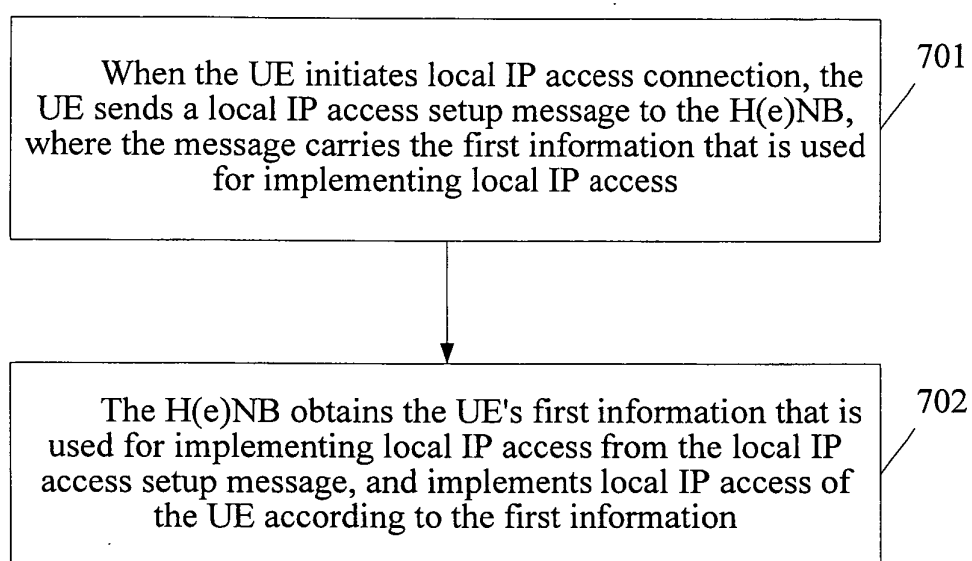 When the UE initiates local IP access connection, the
UE sends a local IP access setup message to the H(e)NB,
where the message carries the first information that is used
for implementing local IP access
701
The H(e)NB obtains the UE's first information that is
used for implementing local IP access from the local IP
access setup message, and implements local IP access of
the UE according to the first information
702